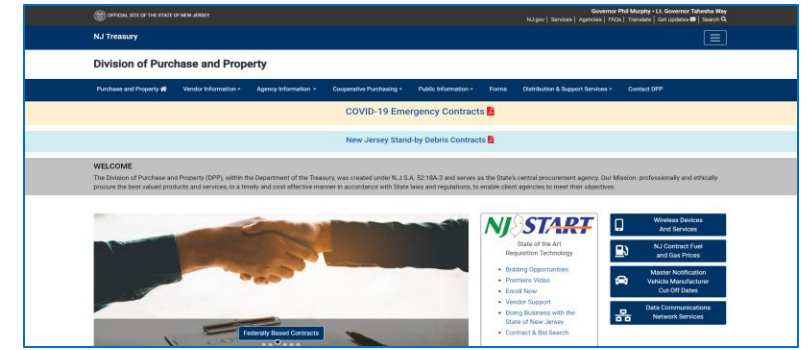 OFFICIAL SITE OF THE STATE OF NEW JERSEY
Governor Phil Murphy • Lt. Governor Tahesha Way
NJ.gov | Services | Agencies | FAQs | Translate | Get Updates | Search
NJ Treasury
Division of Purchase and Property
Purchase and Property Vendor Information Agency Information Cooperative Purchasing Public Information Forms Distribution & Support Services Contact DPP
COVID-19 Emergency Contracts
New Jersey Stand-by Debris Contracts
WELCOME
The Division of Purchase and Property (DPP), within the Department of the Treasury, was created under N.J.S.A. 52:18A-3 and serves as the State's central procurement agency. Our Mission: professionally and ethically
procure the best valued products and services, in a timely and cost effective manner in accordance with State laws and regulations, to enable client agencies to meet their objectives.
Federally Based Contracts
NJ START
State of the Art
Requisition Technology
• Bidding Opportunities
• Premiere Video
• Enroll Now
• Vendor Support
• Doing Business with the
State of New Jersey
• Contract & Bid Search
Wireless Devices
And Services
NJ Contract Fuel
and Gas Prices
Master Notification
Vehicle Manufacturer
Cut-Off Dates
Data Communications
Network Services